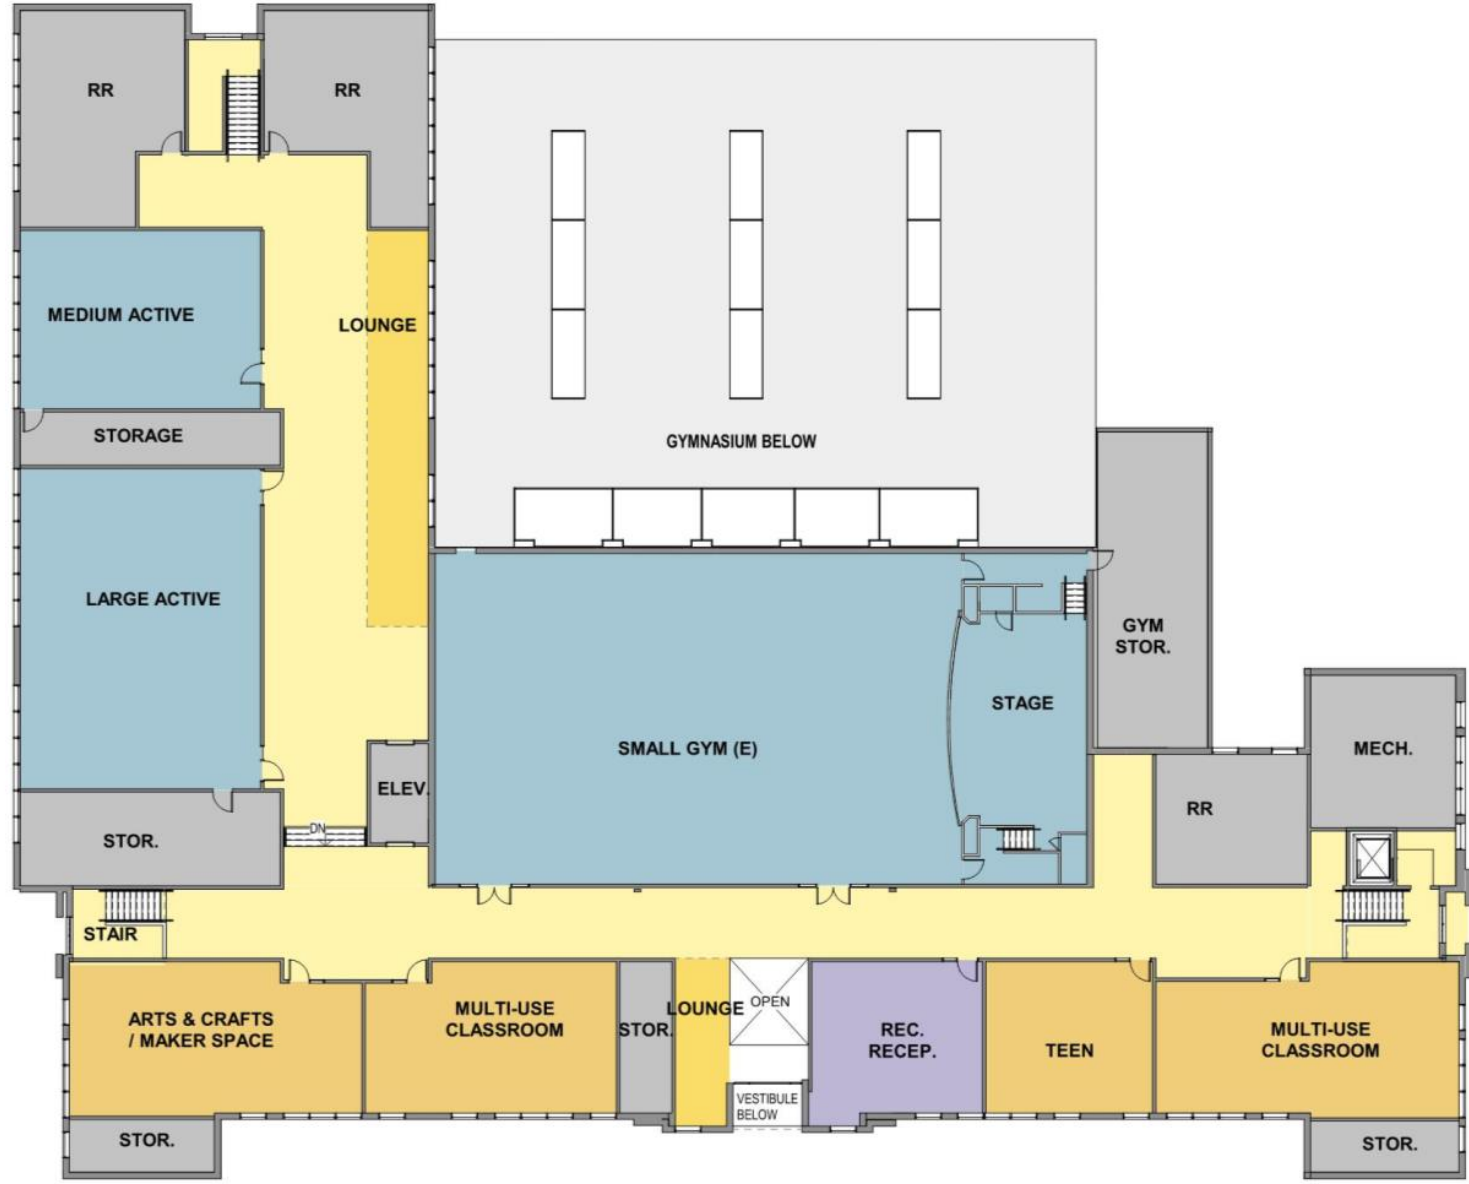 RR
RR
MEDIUM ACTIVE
LOUNGE
STORAGE
GYMNASIUM BELOW
LARGE ACTIVE
GYM
STOR.
STAGE
SMALL GYM (E)
MECH.
ELEV.
RR
DN
STOR.
STAIR
ARTS & CRAFTS
/ MAKER SPACE
MULTI-USE
CLASSROOM
STOR.
LOUNGE
OPEN
REC.
RECEP.
TEEN
MULTI-USE
CLASSROOM
VESTIBULE
BELOW
STOR.
STOR.